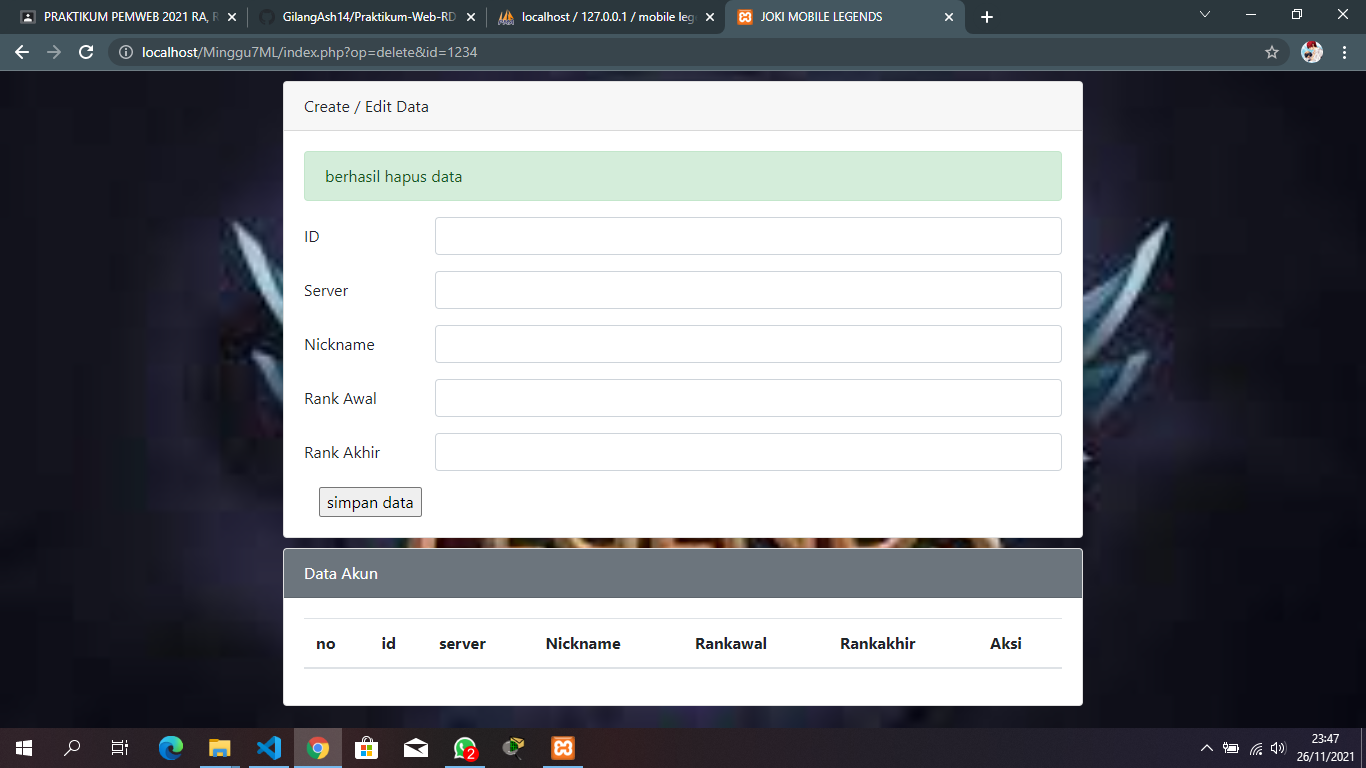 PRAKTIKUM PEMWEB 2021 RA, R
GilangAsh14/Praktikum-Web-RD
localhost / 127.0.0.1 / mobile leg
JOKI MOBILE LEGENDS
localhost/Minggu7ML/index.php?op=delete&id=1234
Create / Edit Data
berhasil hapus data
ID
Server
Nickname
Rank Awal
Rank Akhir
simpan data
Data Akun
no id server Nickname Rankawal Rankakhir Aksi
2
23:47
26/11/2021